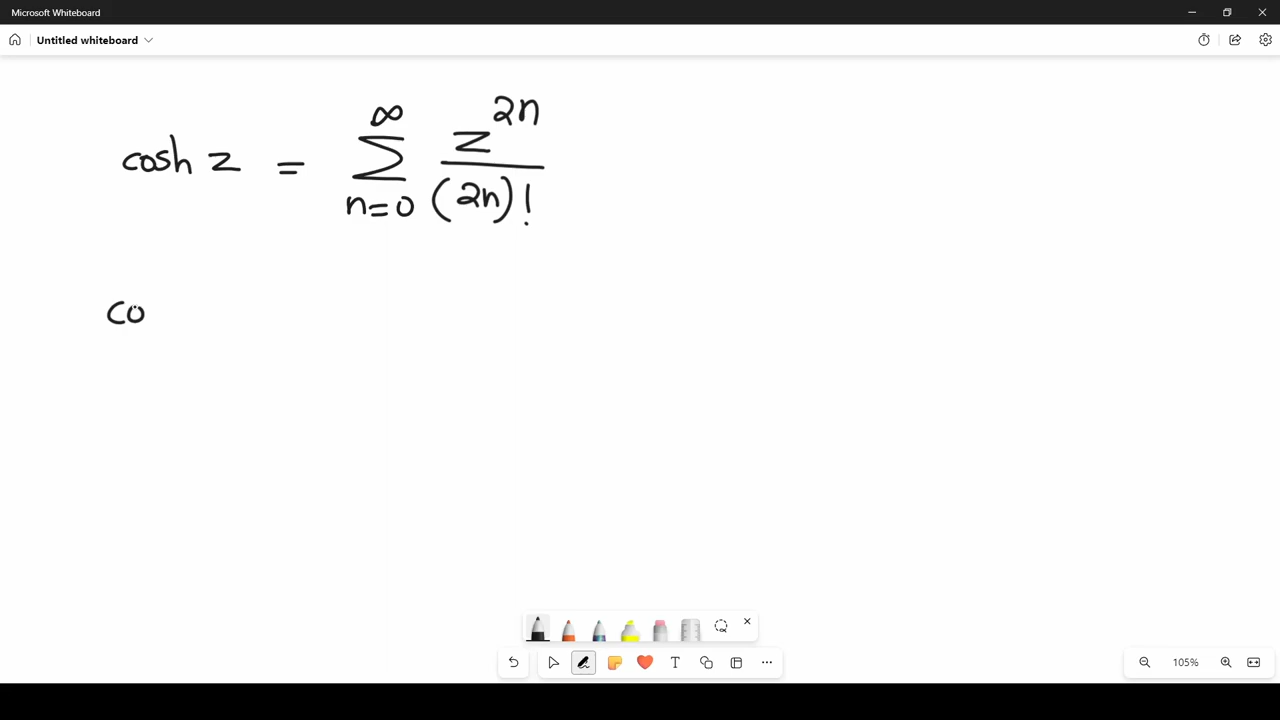 Microsoft Whiteboard
Untitled whiteboard
cosh z = ∑_{n=0}^{∞} z^{2n} / (2n)!
co
105%